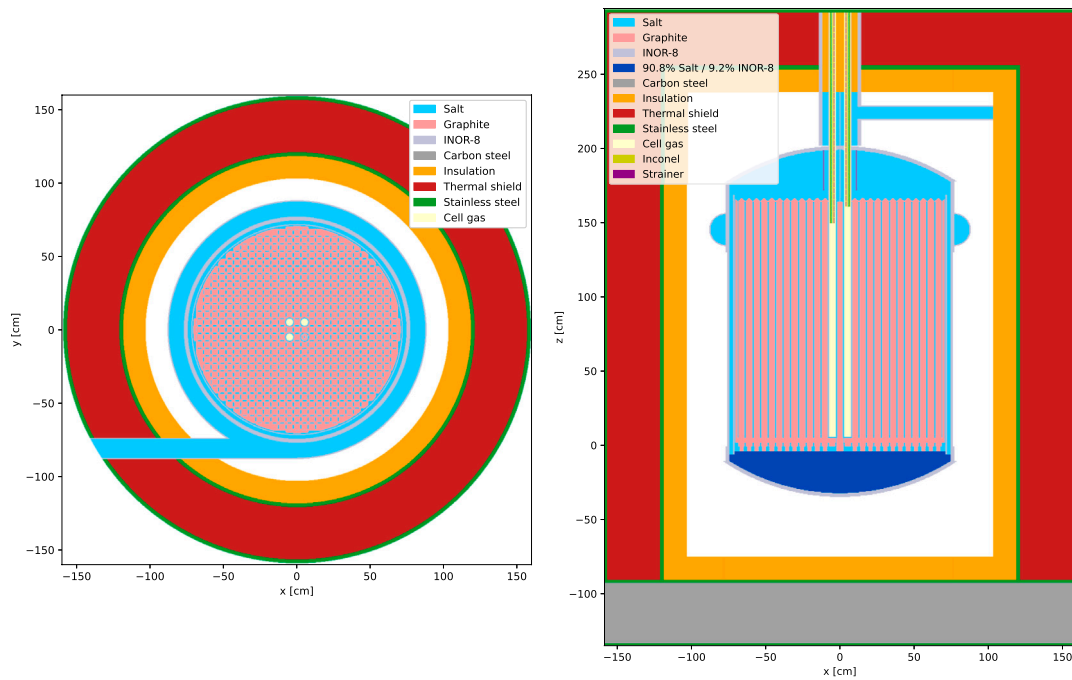 Salt
Graphite
INOR-8
Carbon steel
Insulation
Thermal shield
Stainless steel
Cell gas
y [cm]
150
100
50
0
−50
−100
−150
−150 −100 −50 0 50 100 150
x [cm]
Salt
Graphite
INOR-8
90.8% Salt / 9.2% INOR-8
Carbon steel
Insulation
Thermal shield
Stainless steel
Cell gas
Inconel
Strainer
z [cm]
250
200
150
100
50
0
−50
−100
−150 −100 −50 0 50 100 150
x [cm]